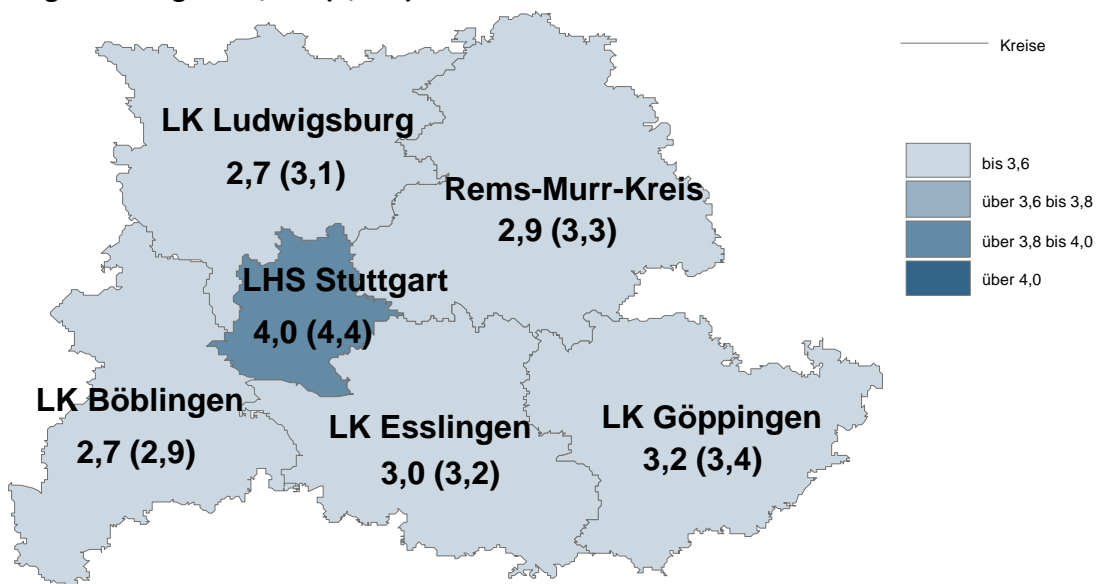 Kreise
LK Ludwigsburg
2,7 (3,1)
Rems-Murr-Kreis
2,9 (3,3)
LHS Stuttgart
4,0 (4,4)
LK Böblingen
2,7 (2,9)
LK Esslingen
3,0 (3,2)
LK Göppingen
3,2 (3,4)
bis 3,6
über 3,6 bis 3,8
über 3,8 bis 4,0
über 4,0